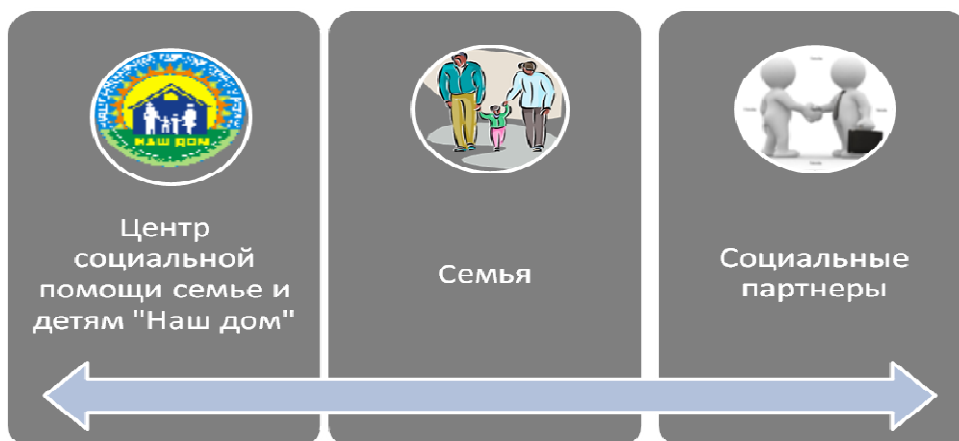 НАШ ДОМ
Центр
социальной
помощи семье и
детям "Наш дом"
Семья
Социальные
партнеры